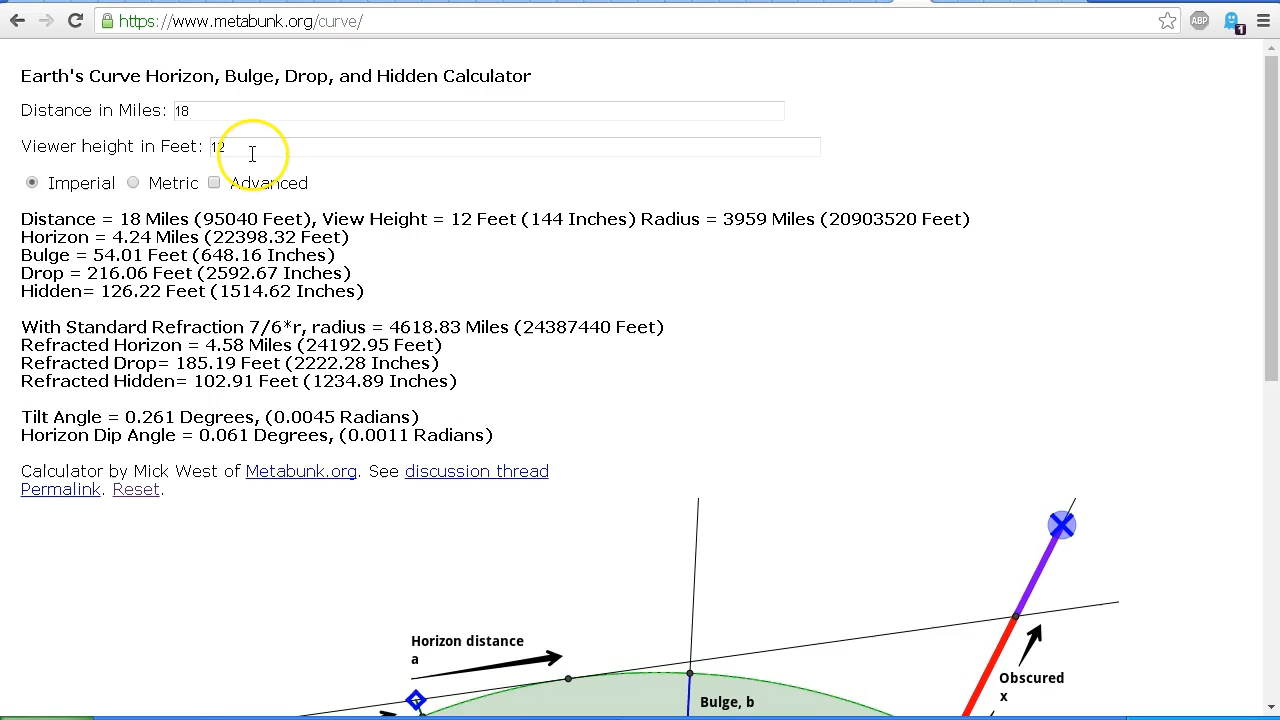 https://www.metabunk.org/curve/
ABP
1
Earth's Curve Horizon, Bulge, Drop, and Hidden Calculator
Distance in Miles: 18
Viewer height in Feet: 12
Imperial Metric Advanced
Distance = 18 Miles (95040 Feet), View Height = 12 Feet (144 Inches) Radius = 3959 Miles (20903520 Feet)
Horizon = 4.24 Miles (22398.32 Feet)
Bulge = 54.01 Feet (648.16 Inches)
Drop = 216.06 Feet (2592.67 Inches)
Hidden= 126.22 Feet (1514.62 Inches)
With Standard Refraction 7/6*r, radius = 4618.83 Miles (24387440 Feet)
Refracted Horizon = 4.58 Miles (24192.95 Feet)
Refracted Drop= 185.19 Feet (2222.28 Inches)
Refracted Hidden= 102.91 Feet (1234.89 Inches)
Tilt Angle = 0.261 Degrees, (0.0045 Radians)
Horizon Dip Angle = 0.061 Degrees, (0.0011 Radians)
Calculator by Mick West of Metabunk.org. See discussion thread
Permalink. Reset.
Horizon distance
a
Obscured
x
Bulge, b